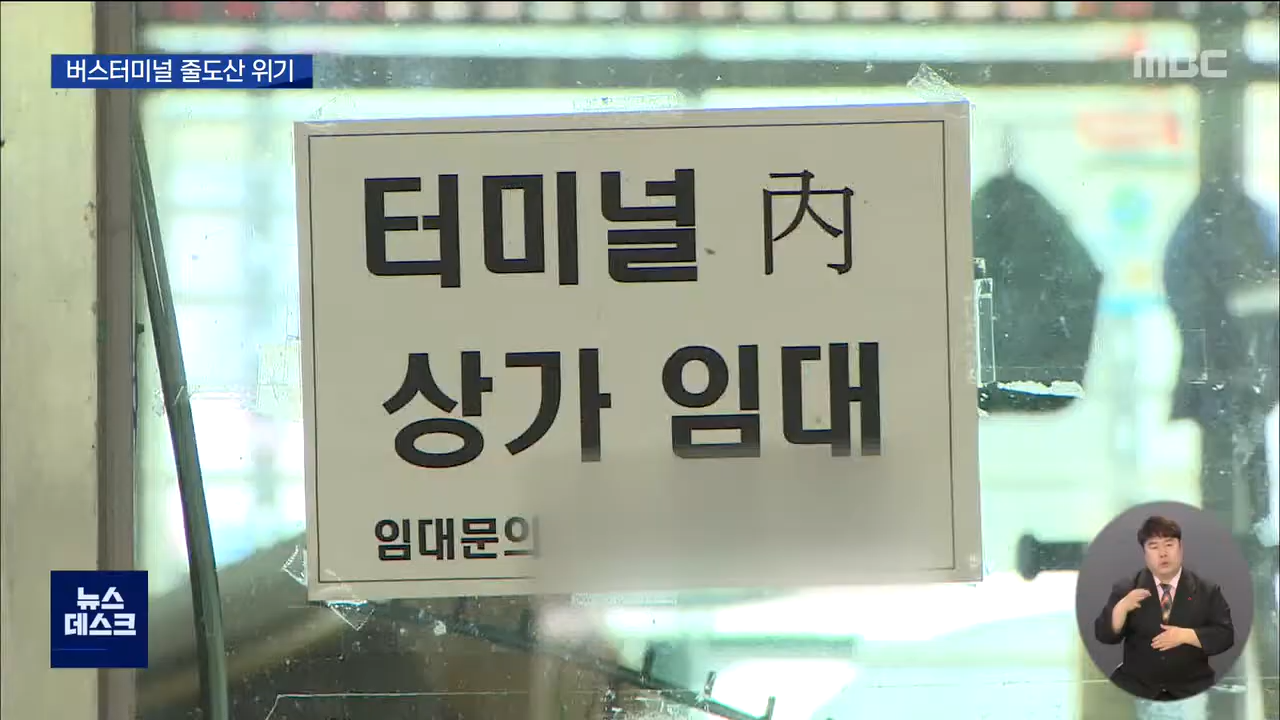 버스터미널 줄도산 위기
MBC
터미널 內
상가 임대
임대문의
뉴스
데스크